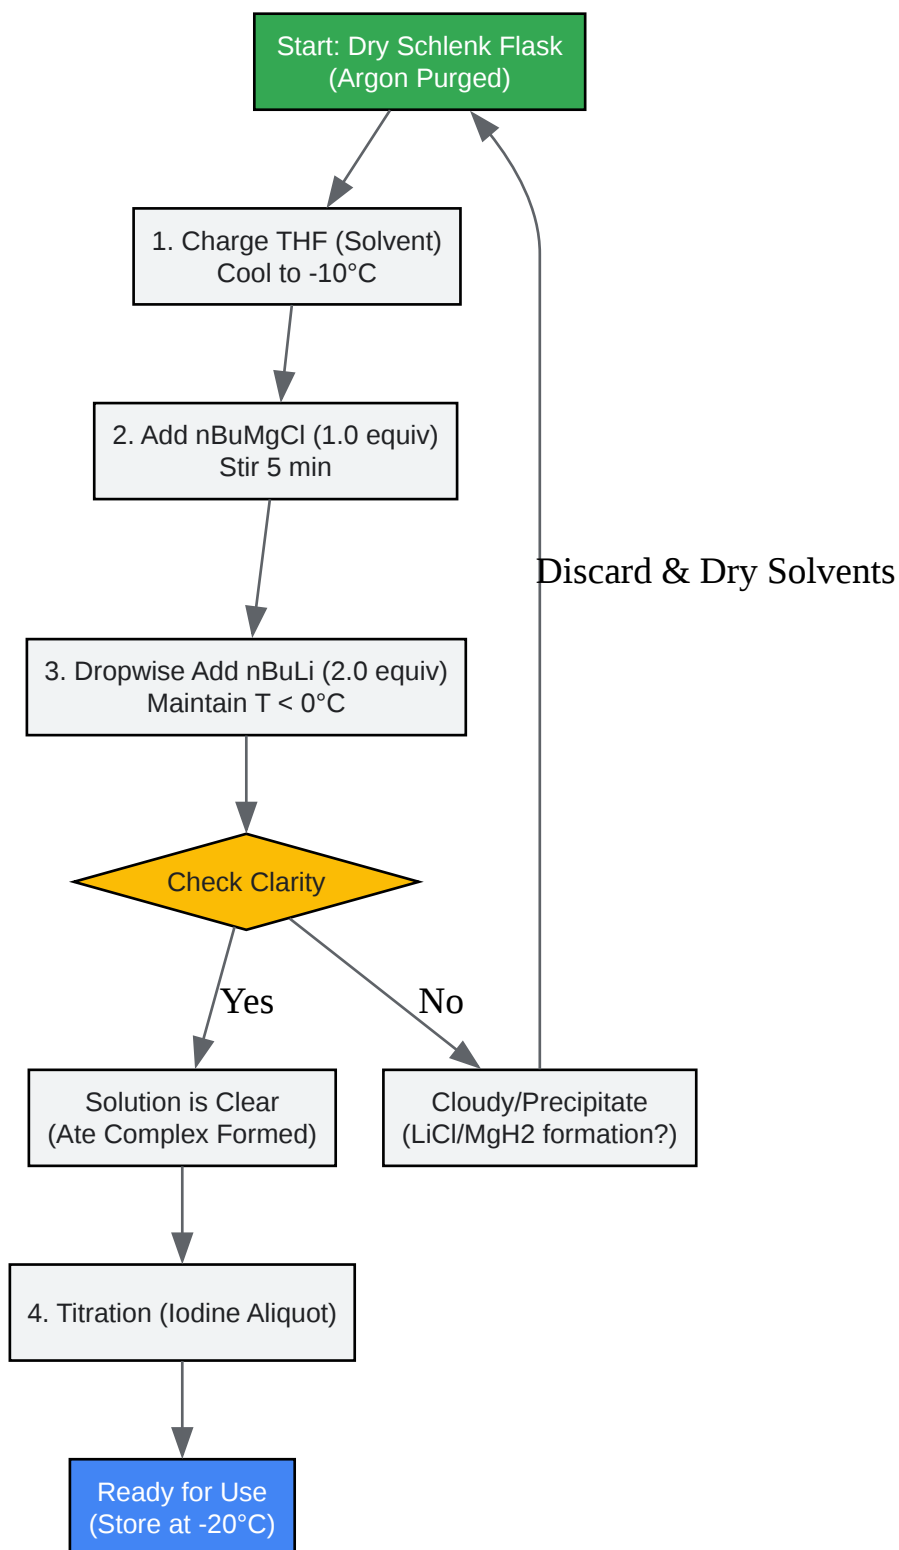 Start: Dry Schlenk Flask
(Argon Purged)
1. Charge THF (Solvent)
Cool to -10°C
2. Add nBuMgCl (1.0 equiv)
Stir 5 min
Discard & Dry Solvents
3. Dropwise Add nBuLi (2.0 equiv)
Maintain T < 0°C
Check Clarity
Yes
No
Solution is Clear
(Ate Complex Formed)
Cloudy/Precipitate
(LiCl/MgH2 formation?)
4. Titration (Iodine Aliquot)
Ready for Use
(Store at -20°C)